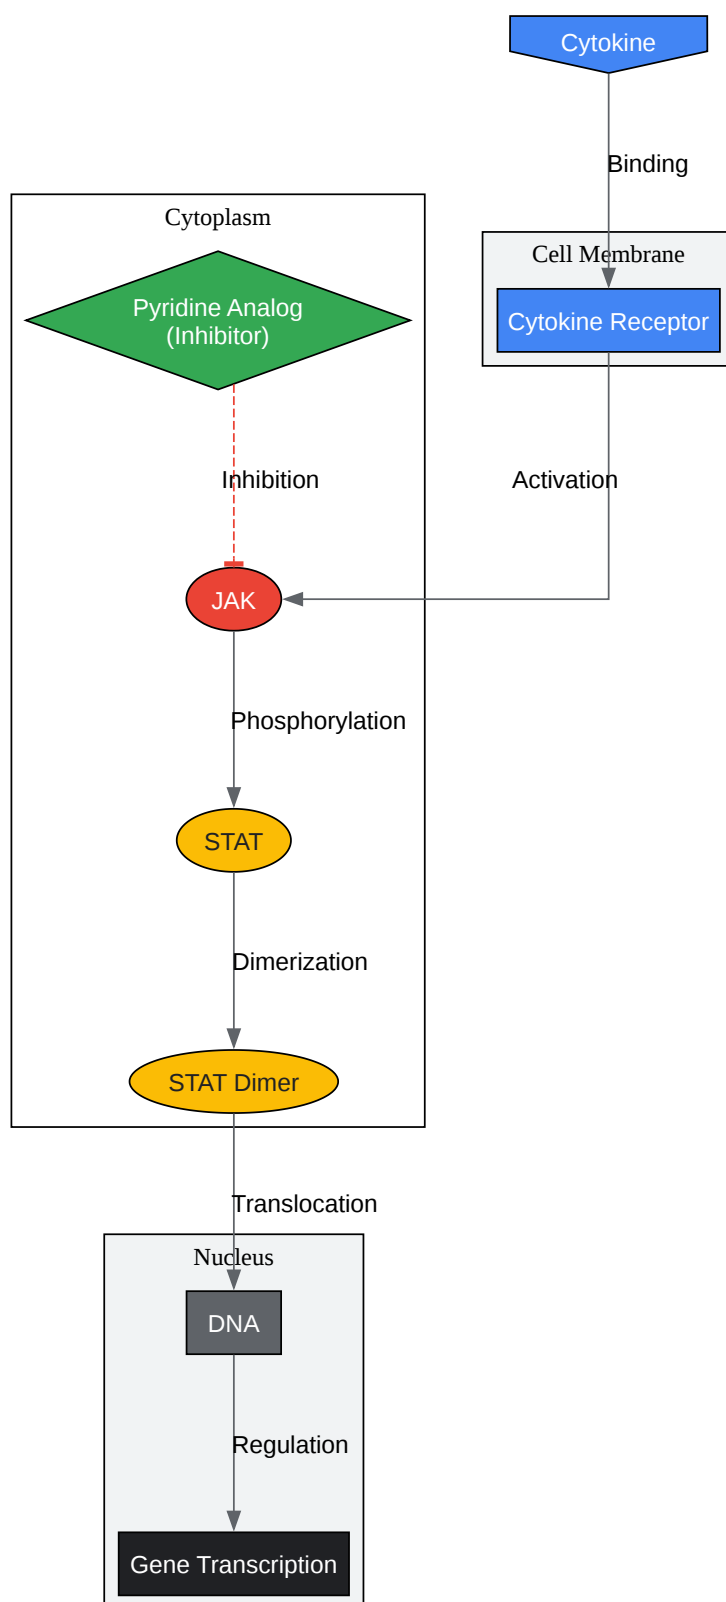 Cytokine
Binding
Cytoplasm
Cell Membrane
Pyridine Analog
(Inhibitor)
Cytokine Receptor
Inhibition
Activation
JAK
Phosphorylation
STAT
Dimerization
STAT Dimer
Translocation
Nucleus
DNA
Regulation
Gene Transcription